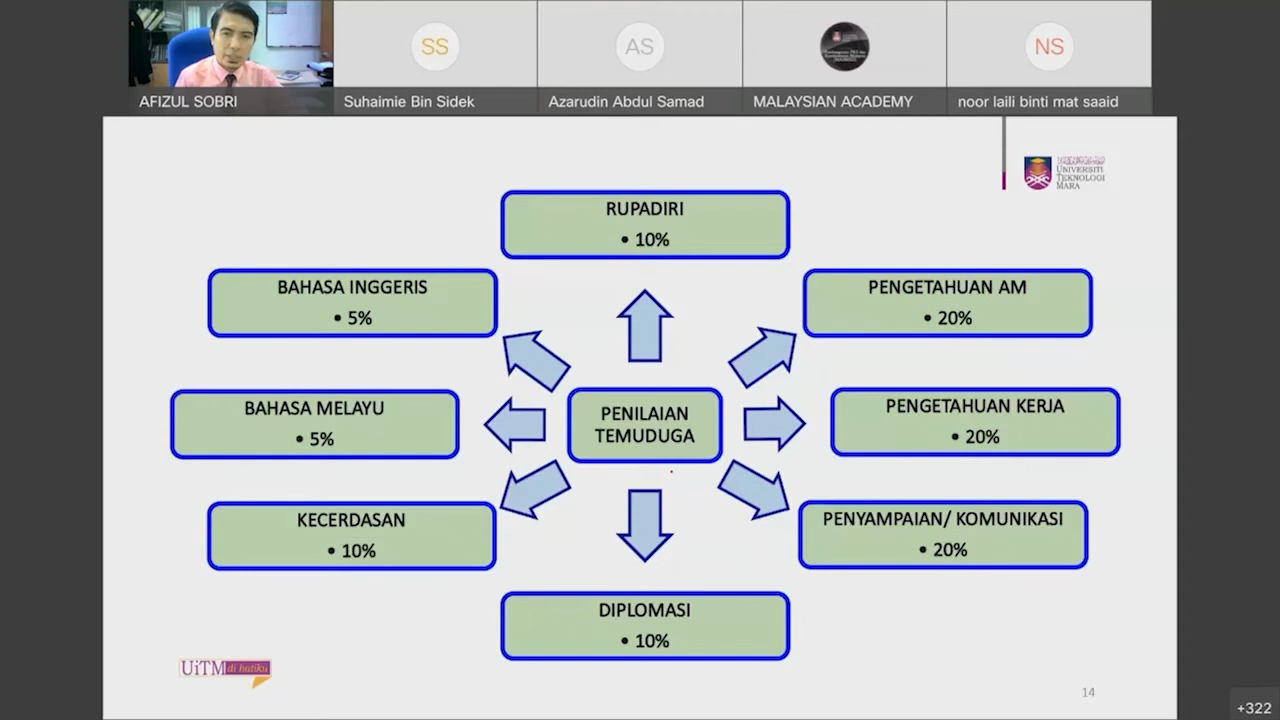 SS
AS
NS
AFIZUL SOBRI
Suhaimie Bin Sidek
Azarudin Abdul Samad
MALAYSIAN ACADEMY
noor laili binti mat saaid
UNIVERSITI
TEKNOLOGI
MARA
RUPADIRI
• 10%
BAHASA INGGERIS
• 5%
PENGETAHUAN AM
• 20%
BAHASA MELAYU
• 5%
PENILAIAN
TEMUDUGA
PENGETAHUAN KERJA
• 20%
KECERDASAN
• 10%
PENYAMPAIAN/ KOMUNIKASI
• 20%
DIPLOMASI
• 10%
UiTM di hatiku
14
+322